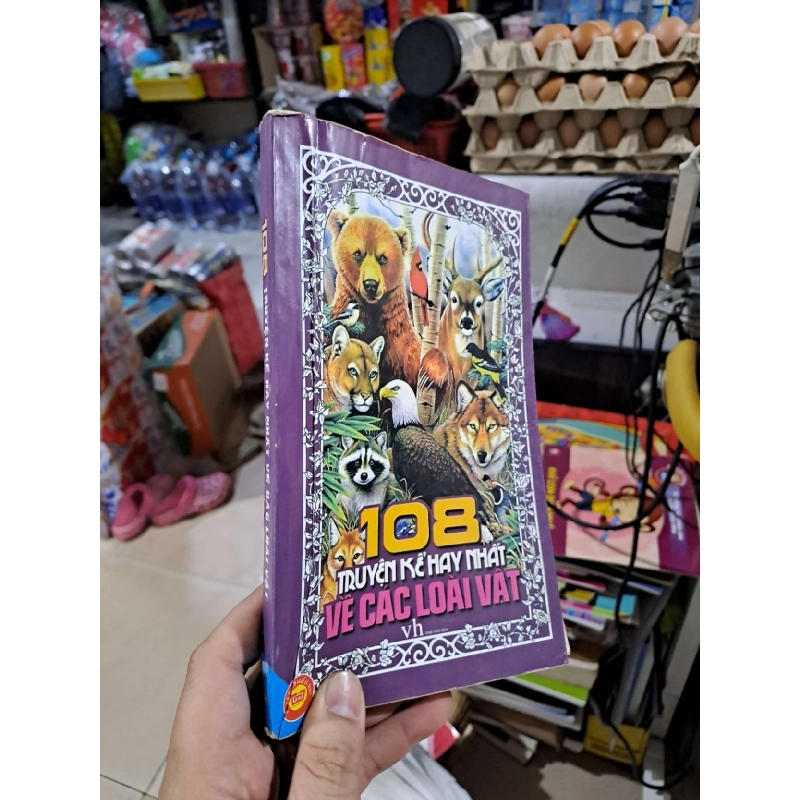 108
TRUYỆN KỂ HAY NHẤT
VỀ CÁC LOÀI VẬT
vh
108 TRUYỆN KỂ HAY NHẤT VỀ CÁC LOÀI VẬT